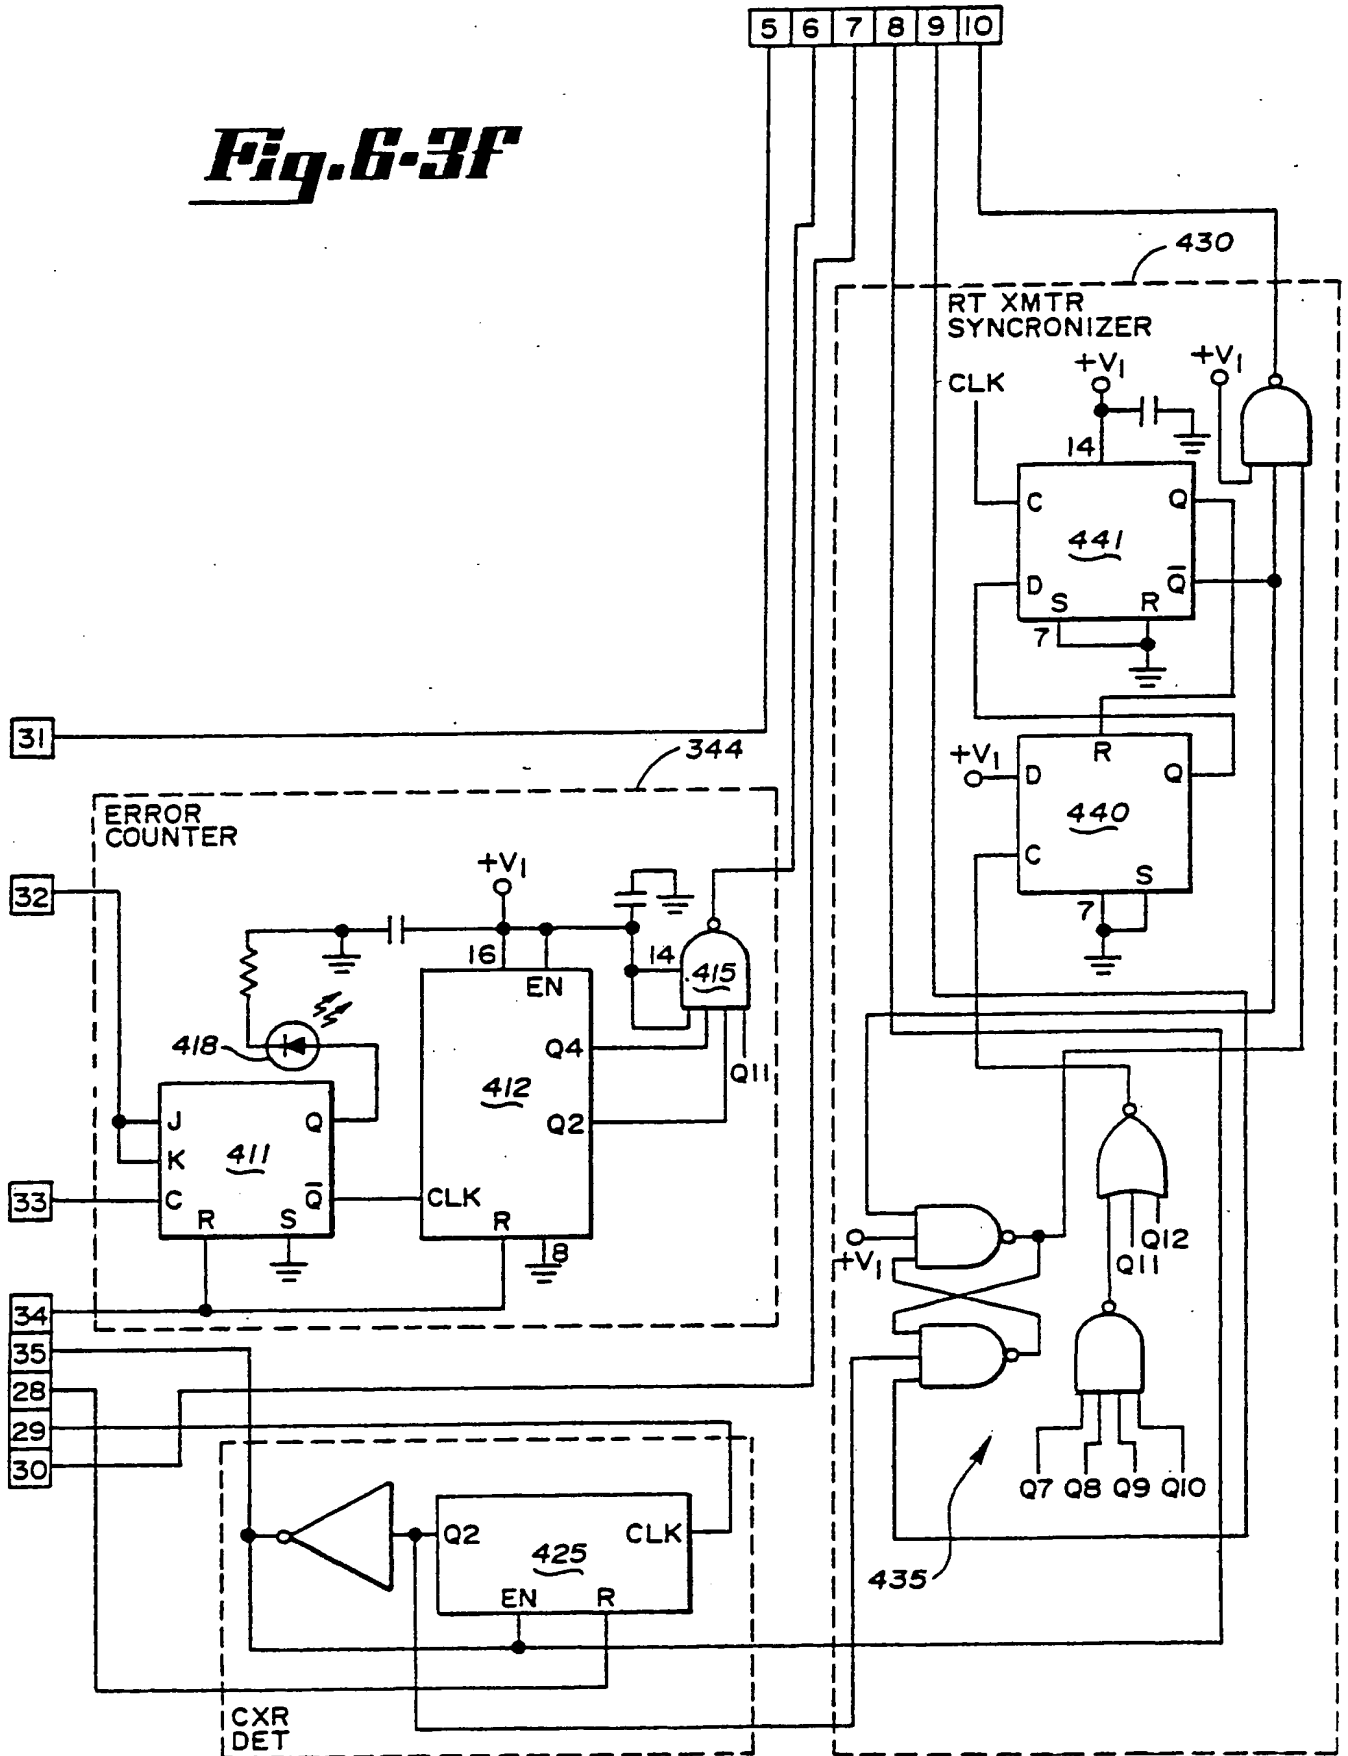 5 6 7 8 9 10
Fig.6-3f
430
RT XMTR
SYNCRONIZER
+V1 +V1
CLK
14
C Q
441
D Q̅
S R
7
31
344
+V1 D R Q
440
C S
7
ERROR
COUNTER
32
+V1
16 14
EN 415
418
Q4
Q11
412
Q2
J Q
K 411
C Q̅
R S
33
CLK
R
8
+V1
Q12
Q11
34
35
28
29
30
Q7 Q8 Q9 Q10
435
Q2 CLK
425
EN R
CXR
DET